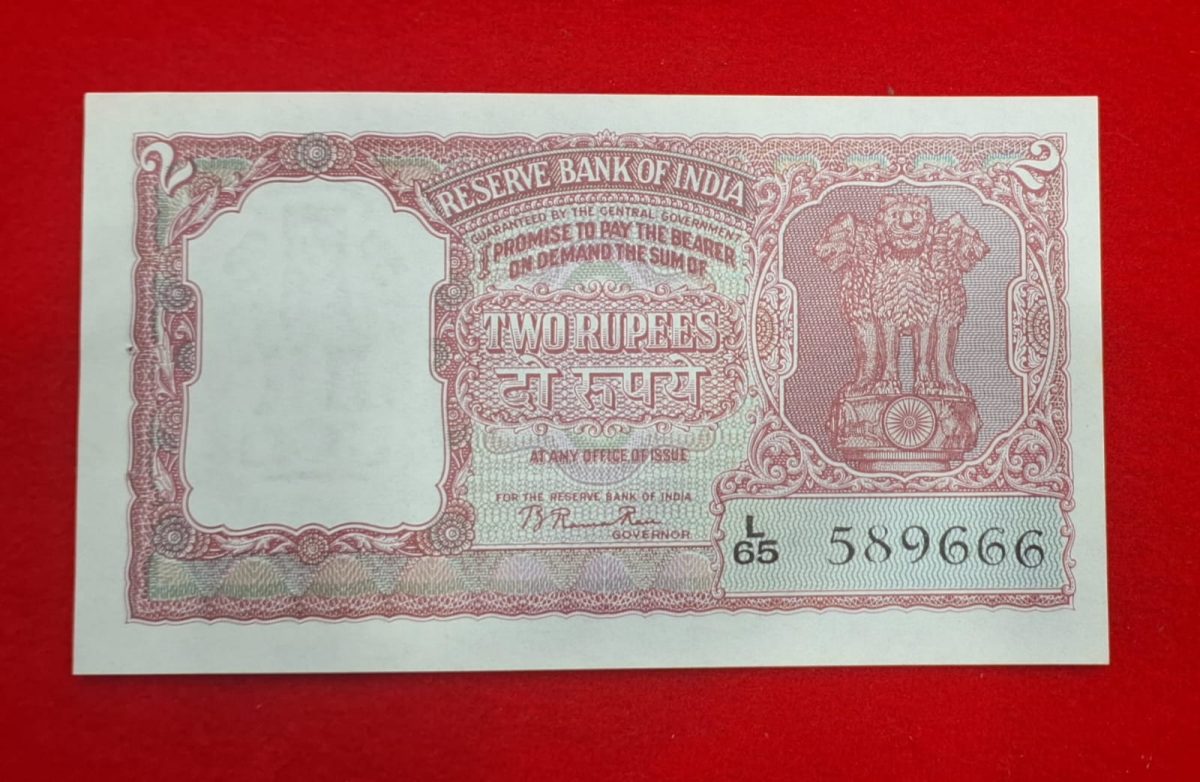 2
2
RESERVE BANK OF INDIA
GUARANTEED BY THE CENTRAL GOVERNMENT
I PROMISE TO PAY THE BEARER
ON DEMAND THE SUM OF
TWO RUPEES
दो रुपये
AT ANY OFFICE OF ISSUE
FOR THE RESERVE BANK OF INDIA
B Rama Rau
GOVERNOR
L
65
589666